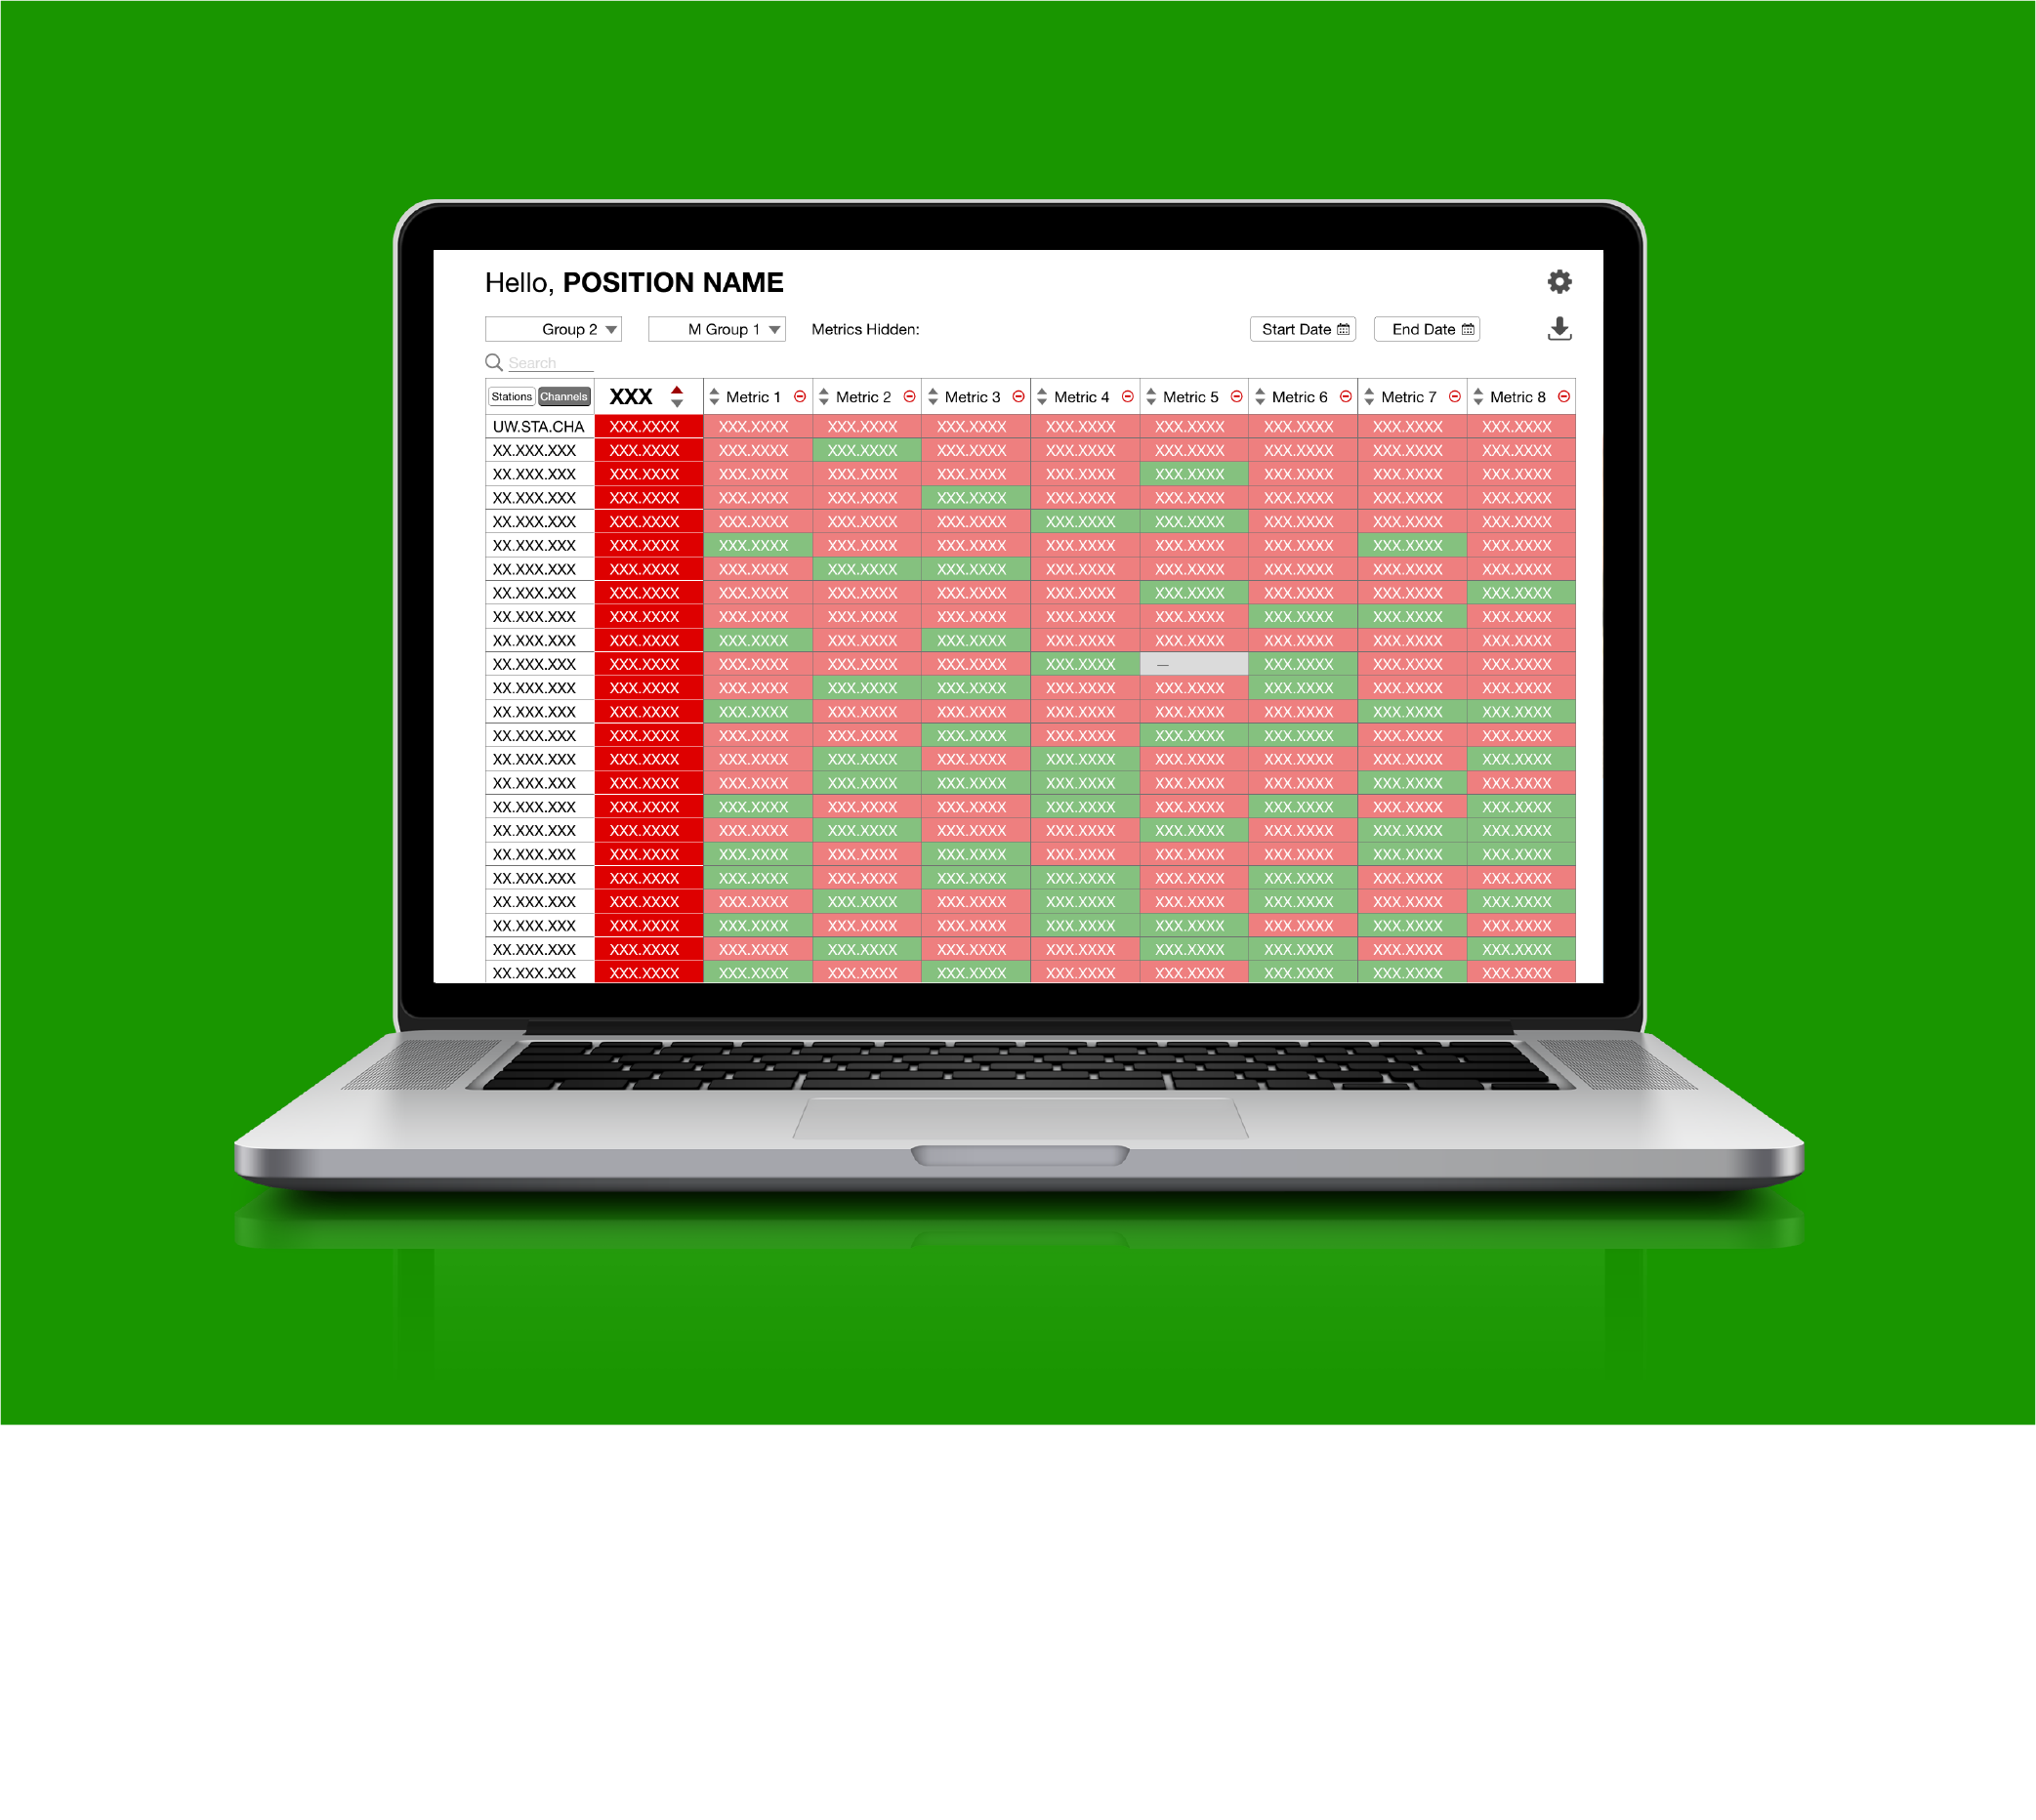 Hello, POSITION NAME
Group 2 M Group 1 Metrics Hidden: Start Date End Date
Search
Stations Channels XXX Metric 1 Metric 2 Metric 3 Metric 4 Metric 5 Metric 6 Metric 7 Metric 8
UW.STA.CHA XXX.XXXX XXX.XXXX XXX.XXXX XXX.XXXX XXX.XXXX XXX.XXXX XXX.XXXX XXX.XXXX XXX.XXXX
XX.XXX.XXX XXX.XXXX XXX.XXXX XXX.XXXX XXX.XXXX XXX.XXXX XXX.XXXX XXX.XXXX XXX.XXXX XXX.XXXX
XX.XXX.XXX XXX.XXXX XXX.XXXX XXX.XXXX XXX.XXXX XXX.XXXX XXX.XXXX XXX.XXXX XXX.XXXX XXX.XXXX
XX.XXX.XXX XXX.XXXX XXX.XXXX XXX.XXXX XXX.XXXX XXX.XXXX XXX.XXXX XXX.XXXX XXX.XXXX XXX.XXXX
XX.XXX.XXX XXX.XXXX XXX.XXXX XXX.XXXX XXX.XXXX XXX.XXXX XXX.XXXX XXX.XXXX XXX.XXXX XXX.XXXX
XX.XXX.XXX XXX.XXXX XXX.XXXX XXX.XXXX XXX.XXXX XXX.XXXX XXX.XXXX XXX.XXXX XXX.XXXX XXX.XXXX
XX.XXX.XXX XXX.XXXX XXX.XXXX XXX.XXXX XXX.XXXX XXX.XXXX XXX.XXXX XXX.XXXX XXX.XXXX XXX.XXXX
XX.XXX.XXX XXX.XXXX XXX.XXXX XXX.XXXX XXX.XXXX XXX.XXXX XXX.XXXX XXX.XXXX XXX.XXXX XXX.XXXX
XX.XXX.XXX XXX.XXXX XXX.XXXX XXX.XXXX XXX.XXXX XXX.XXXX XXX.XXXX XXX.XXXX XXX.XXXX XXX.XXXX
XX.XXX.XXX XXX.XXXX XXX.XXXX XXX.XXXX XXX.XXXX XXX.XXXX XXX.XXXX XXX.XXXX XXX.XXXX XXX.XXXX
XX.XXX.XXX XXX.XXXX XXX.XXXX XXX.XXXX XXX.XXXX XXX.XXXX — XXX.XXXX XXX.XXXX XXX.XXXX
XX.XXX.XXX XXX.XXXX XXX.XXXX XXX.XXXX XXX.XXXX XXX.XXXX XXX.XXXX XXX.XXXX XXX.XXXX XXX.XXXX
XX.XXX.XXX XXX.XXXX XXX.XXXX XXX.XXXX XXX.XXXX XXX.XXXX XXX.XXXX XXX.XXXX XXX.XXXX XXX.XXXX
XX.XXX.XXX XXX.XXXX XXX.XXXX XXX.XXXX XXX.XXXX XXX.XXXX XXX.XXXX XXX.XXXX XXX.XXXX XXX.XXXX
XX.XXX.XXX XXX.XXXX XXX.XXXX XXX.XXXX XXX.XXXX XXX.XXXX XXX.XXXX XXX.XXXX XXX.XXXX XXX.XXXX
XX.XXX.XXX XXX.XXXX XXX.XXXX XXX.XXXX XXX.XXXX XXX.XXXX XXX.XXXX XXX.XXXX XXX.XXXX XXX.XXXX
XX.XXX.XXX XXX.XXXX XXX.XXXX XXX.XXXX XXX.XXXX XXX.XXXX XXX.XXXX XXX.XXXX XXX.XXXX XXX.XXXX
XX.XXX.XXX XXX.XXXX XXX.XXXX XXX.XXXX XXX.XXXX XXX.XXXX XXX.XXXX XXX.XXXX XXX.XXXX XXX.XXXX
XX.XXX.XXX XXX.XXXX XXX.XXXX XXX.XXXX XXX.XXXX XXX.XXXX XXX.XXXX XXX.XXXX XXX.XXXX XXX.XXXX
XX.XXX.XXX XXX.XXXX XXX.XXXX XXX.XXXX XXX.XXXX XXX.XXXX XXX.XXXX XXX.XXXX XXX.XXXX XXX.XXXX
XX.XXX.XXX XXX.XXXX XXX.XXXX XXX.XXXX XXX.XXXX XXX.XXXX XXX.XXXX XXX.XXXX XXX.XXXX XXX.XXXX
XX.XXX.XXX XXX.XXXX XXX.XXXX XXX.XXXX XXX.XXXX XXX.XXXX XXX.XXXX XXX.XXXX XXX.XXXX XXX.XXXX
XX.XXX.XXX XXX.XXXX XXX.XXXX XXX.XXXX XXX.XXXX XXX.XXXX XXX.XXXX XXX.XXXX XXX.XXXX XXX.XXXX
XX.XXX.XXX XXX.XXXX XXX.XXXX XXX.XXXX XXX.XXXX XXX.XXXX XXX.XXXX XXX.XXXX XXX.XXXX XXX.XXXX